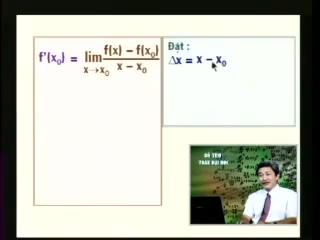 f'(x₀) = lim f(x) – f(x₀) / x – x₀
x→x₀
Đặt :
Δx = x – x₀